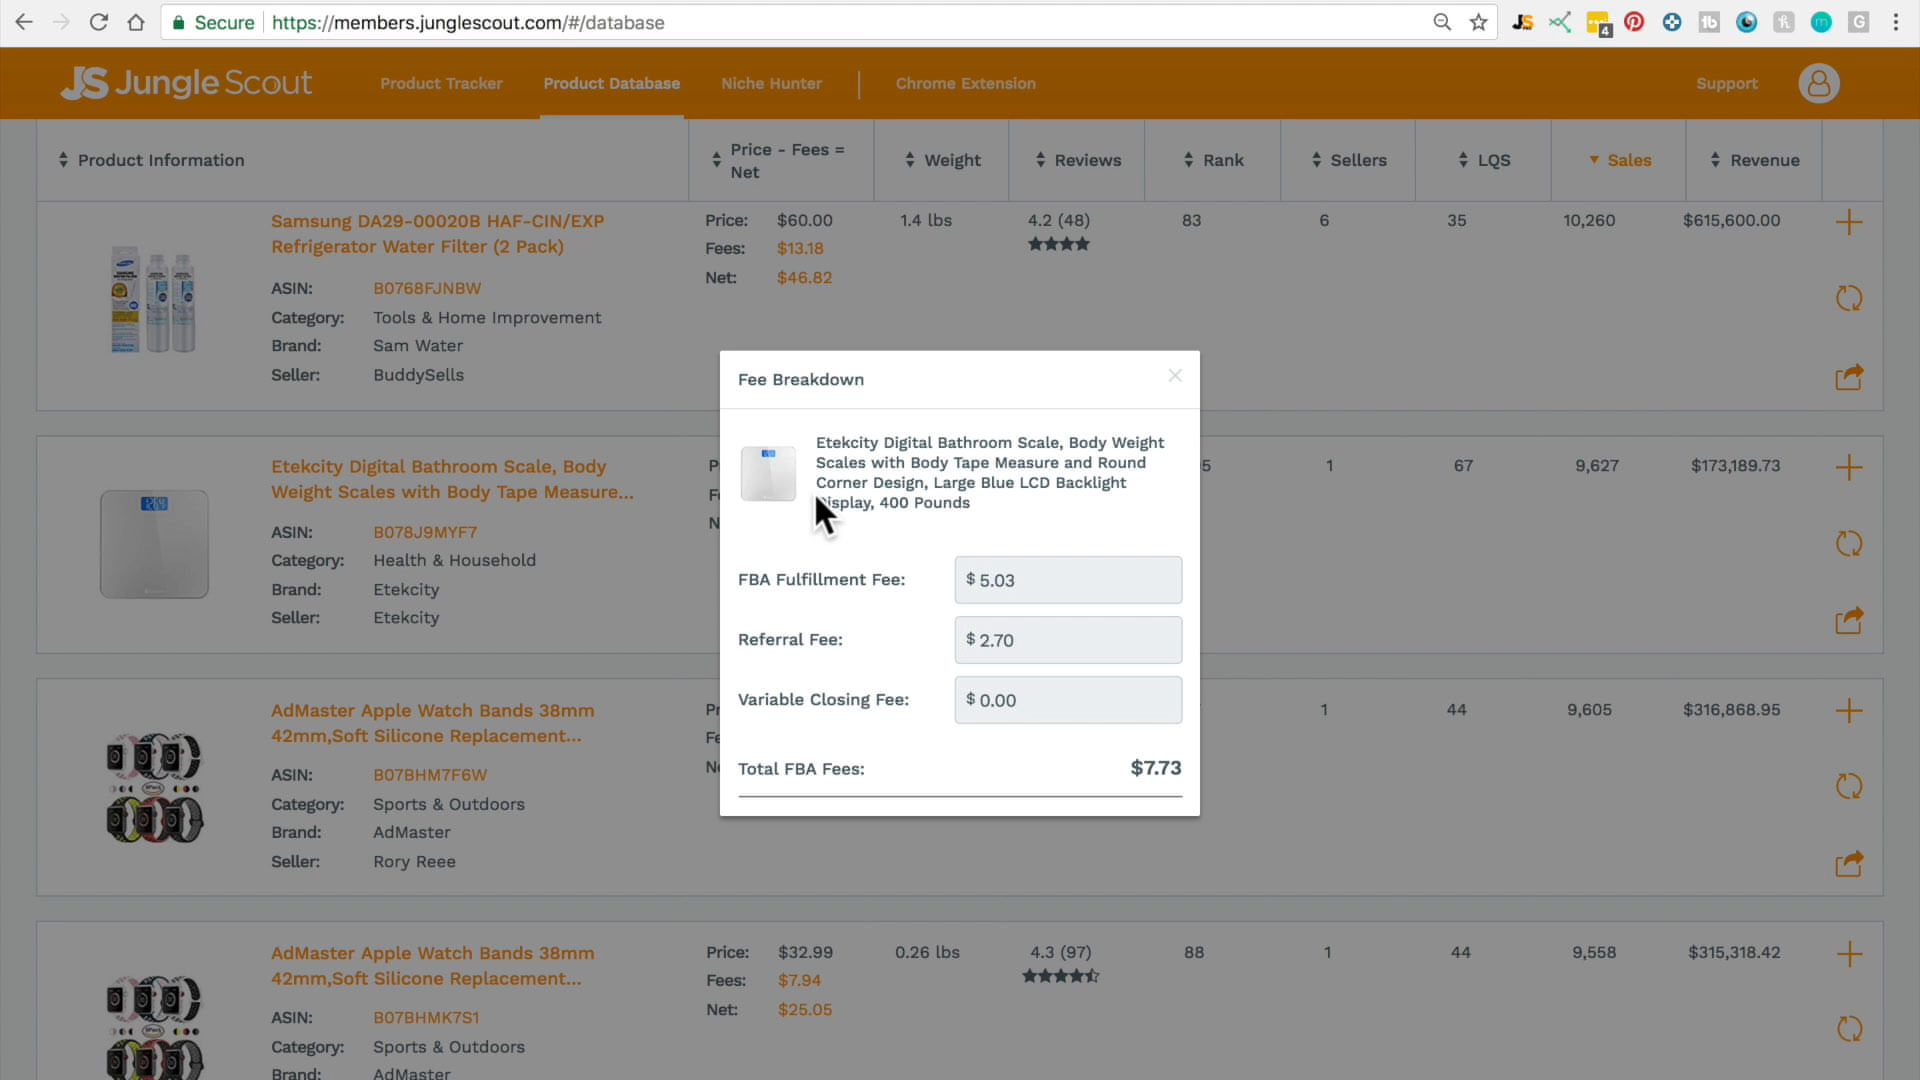 Secure https://members.junglescout.com/#/database
4
JS Jungle Scout
Product Tracker
Product Database
Niche Hunter
Chrome Extension
Support
Product Information
Price - Fees = Net
Weight
Reviews
Rank
Sellers
LQS
Sales
Revenue
Samsung DA29-00020B HAF-CIN/EXP
Refrigerator Water Filter (2 Pack)
ASIN: B0768FJNBW
Category: Tools & Home Improvement
Brand: Sam Water
Seller: BuddySells
Price: $60.00
Fees: $13.18
Net: $46.82
1.4 lbs
4.2 (48)
83
6
35
10,260
$615,600.00
Etekcity Digital Bathroom Scale, Body
Weight Scales with Body Tape Measure...
ASIN: B078J9MYF7
Category: Health & Household
Brand: Etekcity
Seller: Etekcity
1
67
9,627
$173,189.73
Fee Breakdown
Etekcity Digital Bathroom Scale, Body Weight
Scales with Body Tape Measure and Round
Corner Design, Large Blue LCD Backlight
Display, 400 Pounds
FBA Fulfillment Fee: $ 5.03
Referral Fee: $ 2.70
Variable Closing Fee: $ 0.00
Total FBA Fees: $7.73
AdMaster Apple Watch Bands 38mm
42mm,Soft Silicone Replacement...
ASIN: B07BHM7F6W
Category: Sports & Outdoors
Brand: AdMaster
Seller: Rory Reee
1
44
9,605
$316,868.95
AdMaster Apple Watch Bands 38mm
42mm,Soft Silicone Replacement...
ASIN: B07BHMK7S1
Category: Sports & Outdoors
Brand: AdMaster
Price: $32.99
Fees: $7.94
Net: $25.05
0.26 lbs
4.3 (97)
88
1
44
9,558
$315,318.42